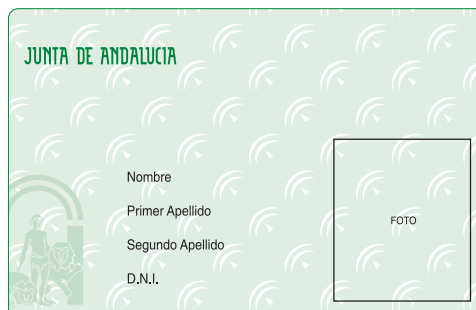 JUNTA DE ANDALUCIA
Nombre
Primer Apellido
FOTO
Segundo Apellido
D.N.I.